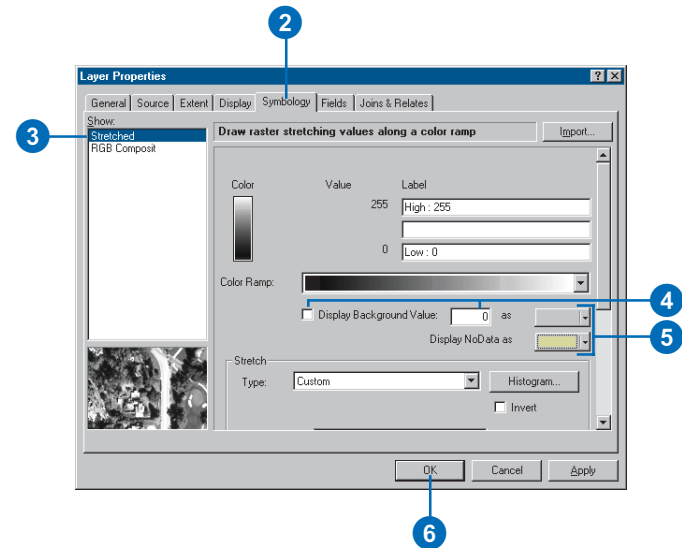 2
Layer Properties
? X
General Source Extent Display Symbology Fields Joins & Relates
Show:
3
Stretched
RGB Composit
Draw raster stretching values along a color ramp
Import...
Color Value Label
255 High : 255
0 Low : 0
Color Ramp:
Display Background Value: 0 as
4
Display NoData as
5
Stretch
Type: Custom
Histogram...
Invert
OK Cancel Apply
6